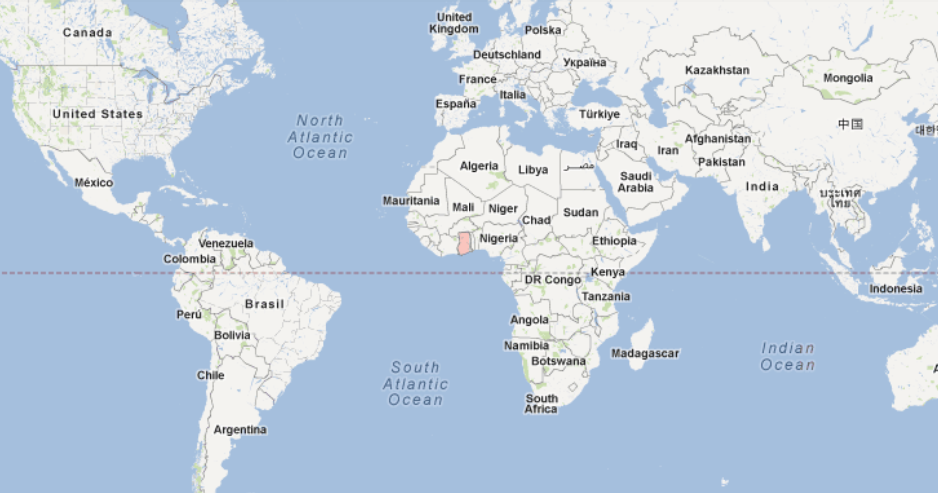 Canada
United States
México
North
Atlantic
Ocean
United
Kingdom
Polska
Deutschland
Україна
France
Italia
España
Türkiye
Kazakhstan
Mongolia
中国
Afghanistan
Iraq
Iran
Pakistan
India
Algeria
Libya
مصر
Saudi
Arabia
ประเทศ
ไทย
Mauritania
Mali
Niger
Chad
Sudan
Nigeria
Ethiopia
Venezuela
Colombia
DR Congo
Kenya
Tanzania
Indonesia
Perú
Brasil
Bolivia
Angola
Namibia
Botswana
Madagascar
Chile
South
Atlantic
Ocean
Indian
Ocean
South
Africa
Argentina